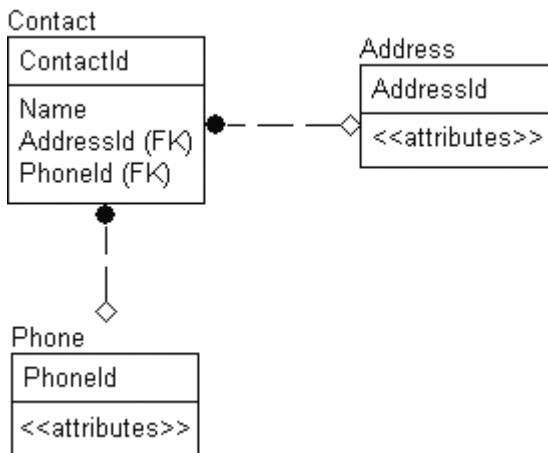 Contact
ContactId
Name
AddressId (FK)
PhoneId (FK)
Address
AddressId
<<attributes>>
Phone
PhoneId
<<attributes>>